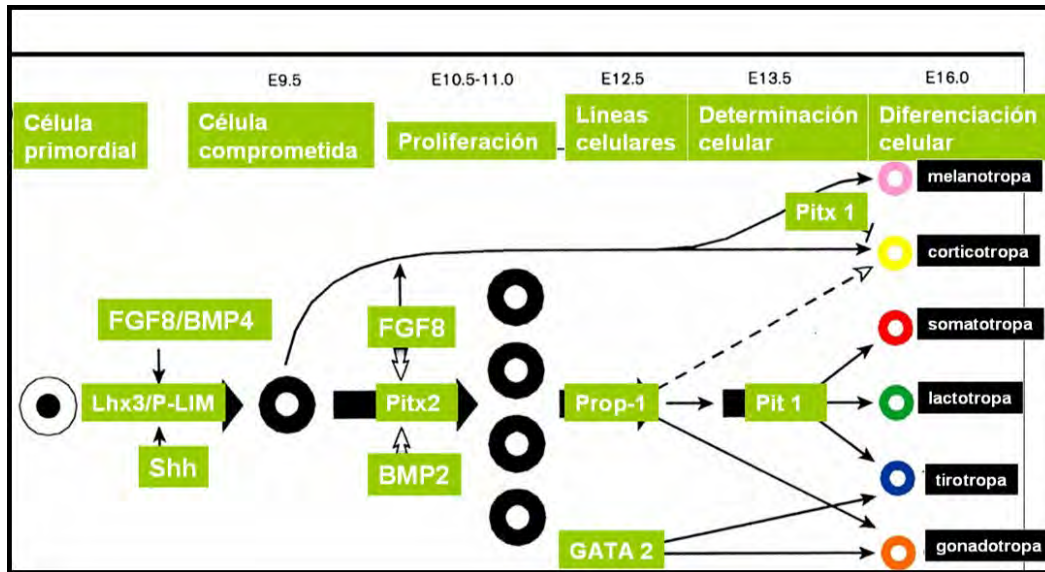 E9.5
E10.5-11.0
E12.5
E13.5
E16.0
Célula
primordial
Célula
comprometida
Proliferación
Líneas
celulares
Determinación
celular
Diferenciación
celular
melanotropa
Pitx 1
corticotropa
FGF8/BMP4
FGF8
somatotropa
Lhx3/P-LIM
Pitx2
Prop-1
Pit 1
lactotropa
Shh
BMP2
tirotropa
GATA 2
gonadotropa